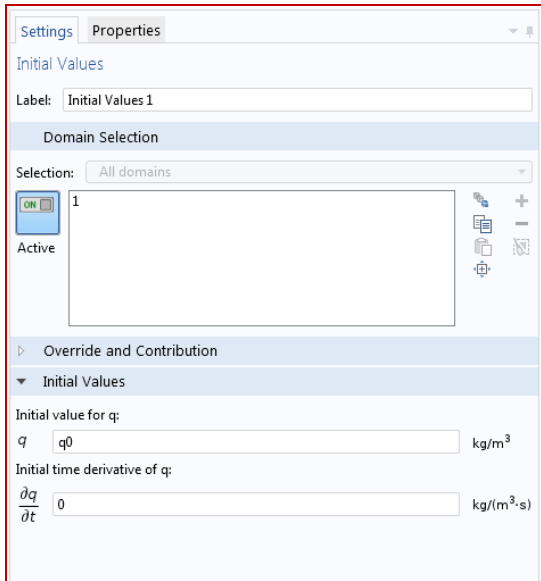 Settings Properties
Initial Values
Label: Initial Values 1
Domain Selection
Selection: All domains
ON
1
Active
Override and Contribution
Initial Values
Initial value for q:
q q0 kg/m³
Initial time derivative of q:
∂q/∂t 0 kg/(m³·s)